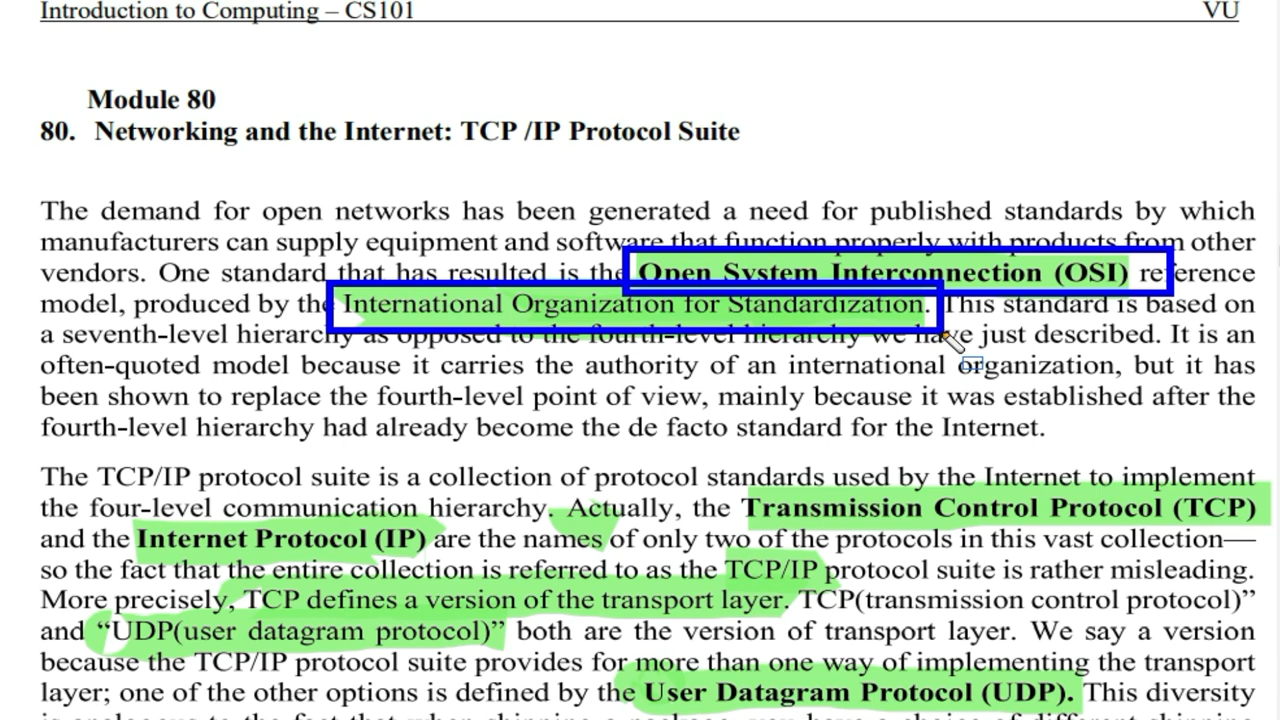 Introduction to Computing – CS101 VU
Module 80
80. Networking and the Internet: TCP /IP Protocol Suite
The demand for open networks has been generated a need for published standards by which
manufacturers can supply equipment and software that function properly with products from other
vendors. One standard that has resulted is the Open System Interconnection (OSI) reference
model, produced by the International Organization for Standardization. This standard is based on
a seventh-level hierarchy as opposed to the fourth-level hierarchy we have just described. It is an
often-quoted model because it carries the authority of an international organization, but it has
been shown to replace the fourth-level point of view, mainly because it was established after the
fourth-level hierarchy had already become the de facto standard for the Internet.
The TCP/IP protocol suite is a collection of protocol standards used by the Internet to implement
the four-level communication hierarchy. Actually, the Transmission Control Protocol (TCP)
and the Internet Protocol (IP) are the names of only two of the protocols in this vast collection—
so the fact that the entire collection is referred to as the TCP/IP protocol suite is rather misleading.
More precisely, TCP defines a version of the transport layer. TCP(transmission control protocol)”
and “UDP(user datagram protocol)” both are the version of transport layer. We say a version
because the TCP/IP protocol suite provides for more than one way of implementing the transport
layer; one of the other options is defined by the User Datagram Protocol (UDP). This diversity